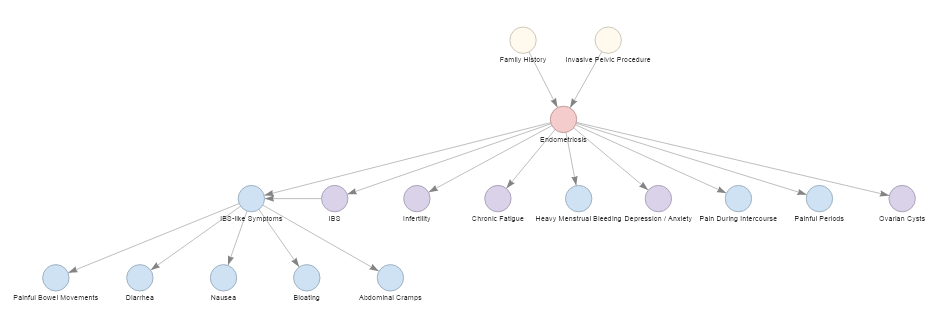 Family History
Invasive Pelvic Procedure
Endometriosis
IBS-like Symptoms
IBS
Infertility
Chronic Fatigue
Heavy Menstrual Bleeding
Depression / Anxiety
Pain During Intercourse
Painful Periods
Ovarian Cysts
Painful Bowel Movements
Diarrhea
Nausea
Bloating
Abdominal Cramps